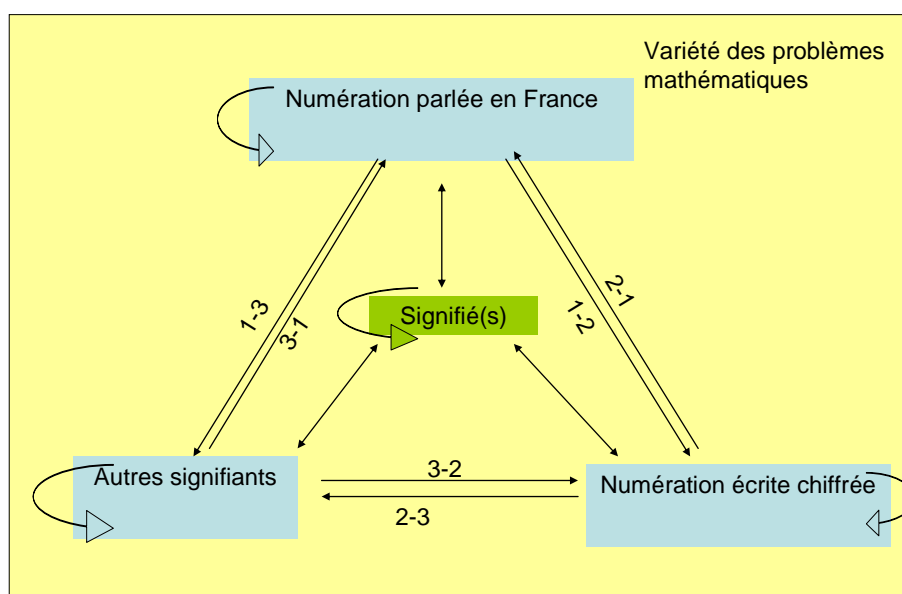 Variété des problèmes
mathématiques
Numération parlée en France
1-3
3-1
2-1
1-2
Signifié(s)
Autres signifiants
3-2
2-3
Numération écrite chiffrée